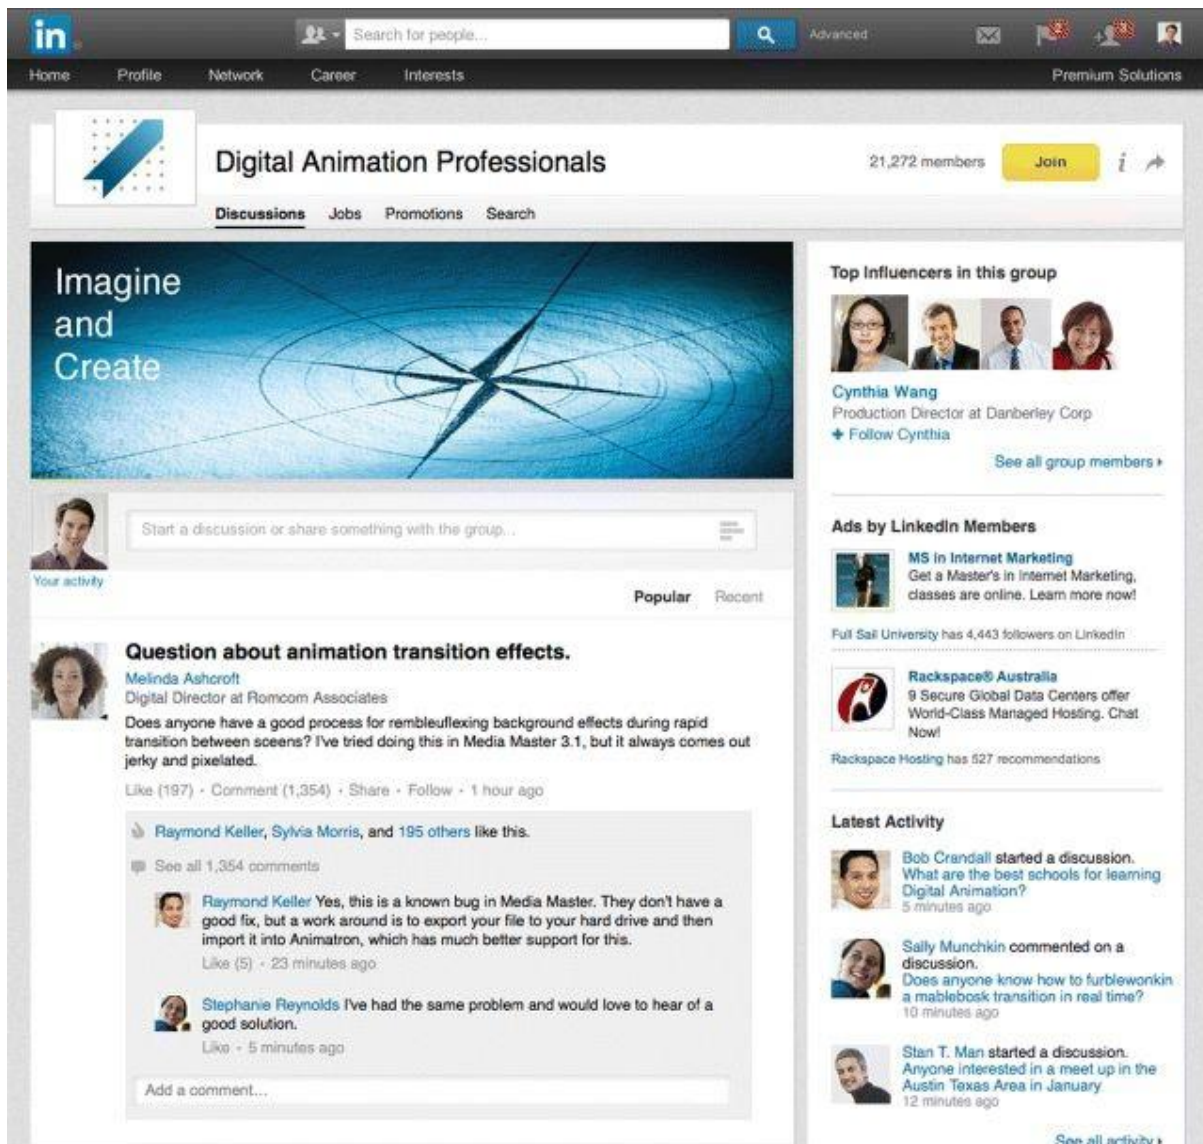 in
Search for people...
Advanced
2
3
Home
Profile
Network
Career
Interests
Premium Solutions
Digital Animation Professionals
21,272 members
Join
i
Discussions
Jobs
Promotions
Search
Imagine
and
Create
Start a discussion or share something with the group...
Your activity
Popular
Recent
Question about animation transition effects.
Melinda Ashcroft
Digital Director at Romcom Associates
Does anyone have a good process for rembleuflexing background effects during rapid
transition between sceens? I've tried doing this in Media Master 3.1, but it always comes out
jerky and pixelated.
Like (197) • Comment (1,354) • Share • Follow • 1 hour ago
Raymond Keller, Sylvia Morris, and 195 others like this.
See all 1,354 comments
Raymond Keller Yes, this is a known bug in Media Master. They don't have a
good fix, but a work around is to export your file to your hard drive and then
import it into Animatron, which has much better support for this.
Like (5) • 23 minutes ago
Stephanie Reynolds I've had the same problem and would love to hear of a
good solution.
Like • 5 minutes ago
Add a comment...
Top Influencers in this group
Cynthia Wang
Production Director at Danberley Corp
+ Follow Cynthia
See all group members
Ads by LinkedIn Members
MS in Internet Marketing
Get a Master's in Internet Marketing,
classes are online. Learn more now!
Full Sail University has 4,443 followers on LinkedIn
Rackspace® Australia
9 Secure Global Data Centers offer
World-Class Managed Hosting. Chat
Now!
Rackspace Hosting has 527 recommendations
Latest Activity
Bob Crandall started a discussion.
What are the best schools for learning
Digital Animation?
5 minutes ago
Sally Munchkin commented on a
discussion.
Does anyone know how to furblewonkin
a mablebosk transition in real time?
10 minutes ago
Stan T. Man started a discussion.
Anyone interested in a meet up in the
Austin Texas Area in January
12 minutes ago
See all activity